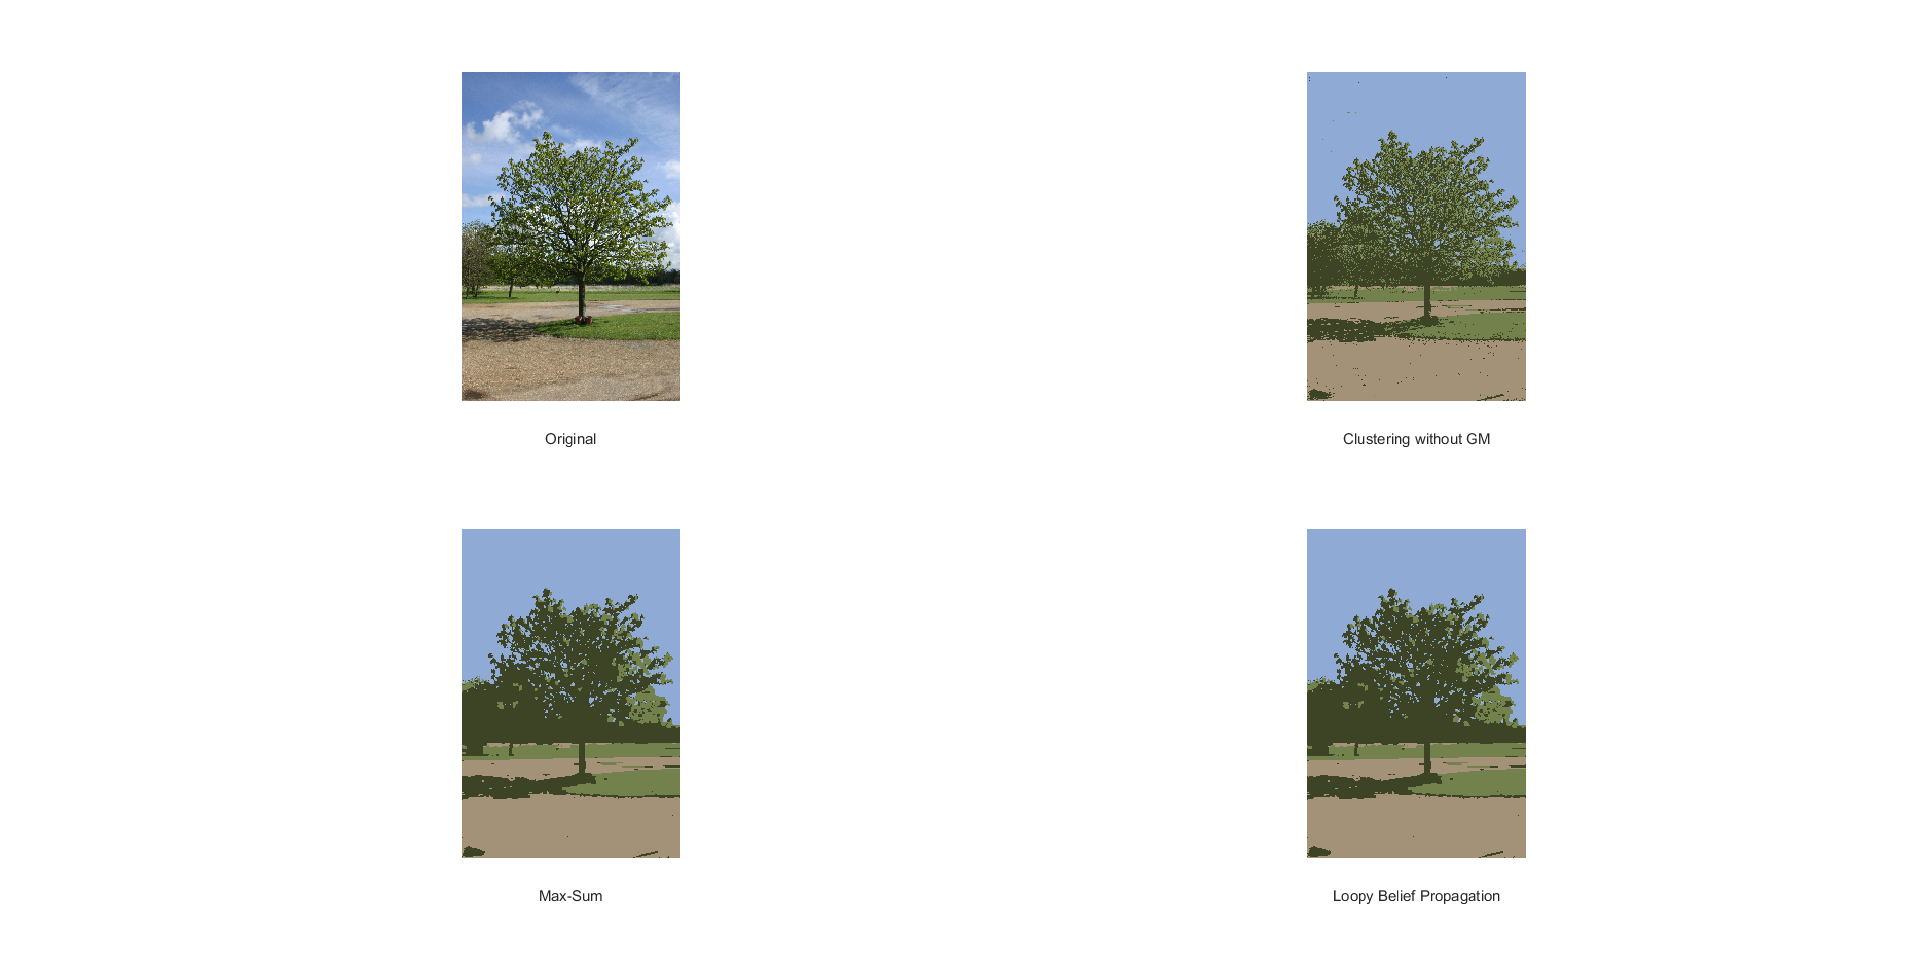 Original
Clustering without GM
Max-Sum
Loopy Belief Propagation